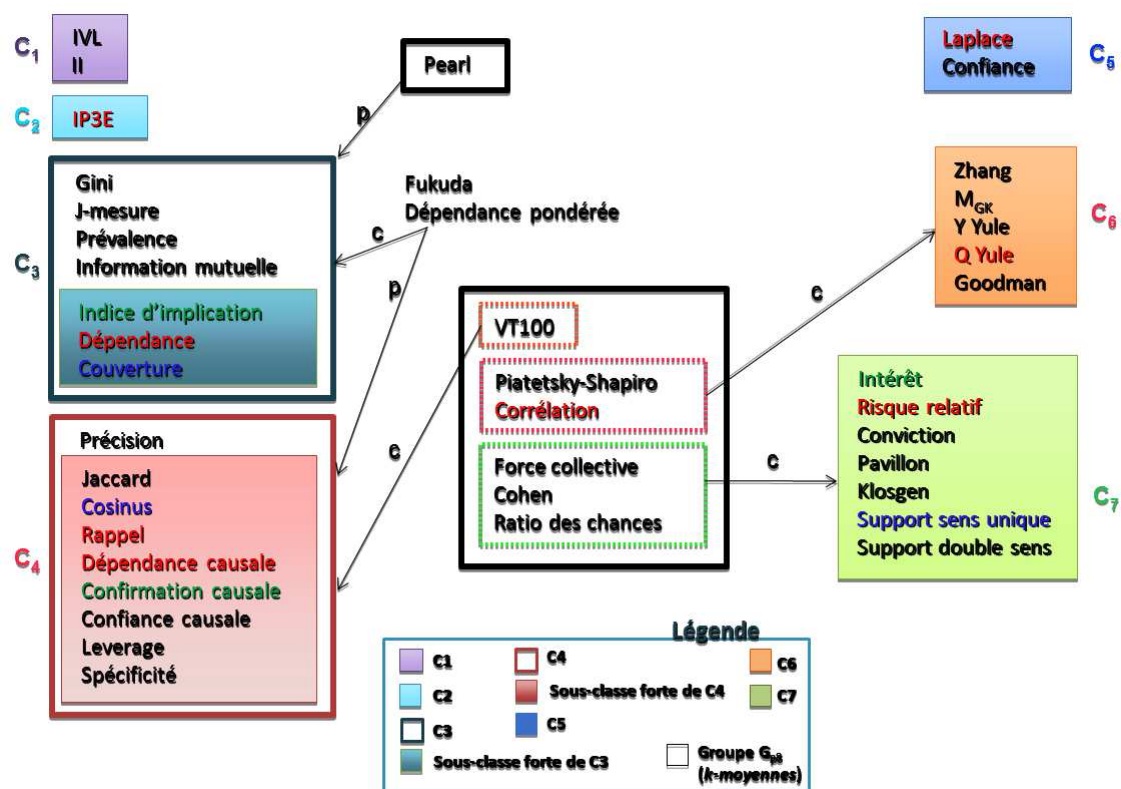 C1
IVL
II
C2
IP3E
Pearl
p
C3
Gini
J-mesure
Prévalence
Information mutuelle
Indice d'implication
Dépendance
Couverture
Fukuda
Dépendance pondérée
c
p
C4
Précision
Jaccard
Cosinus
Rappel
Dépendance causale
Confirmation causale
Confiance causale
Leverage
Spécificité
c
VT100
Piatetsky-Shapiro
Corrélation
Force collective
Cohen
Ratio des chances
c
c
Laplace
Confiance
C5
Zhang
MGK
Y Yule
Q Yule
Goodman
C6
Intérêt
Risque relatif
Conviction
Pavillon
Klosgen
Support sens unique
Support double sens
C7
Légende
C1
C2
C3
Sous-classe forte de C3
C4
Sous-classe forte de C4
C5
C6
C7
Groupe Gp8
(k-moyennes)